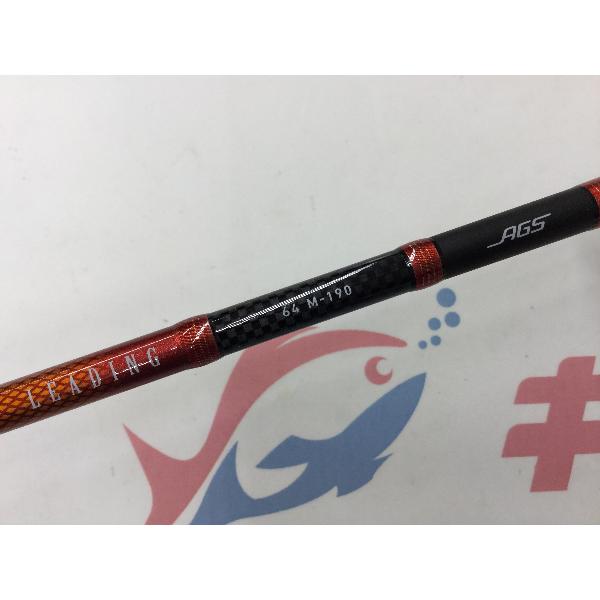 LEADING
64 M-190
AGS
#